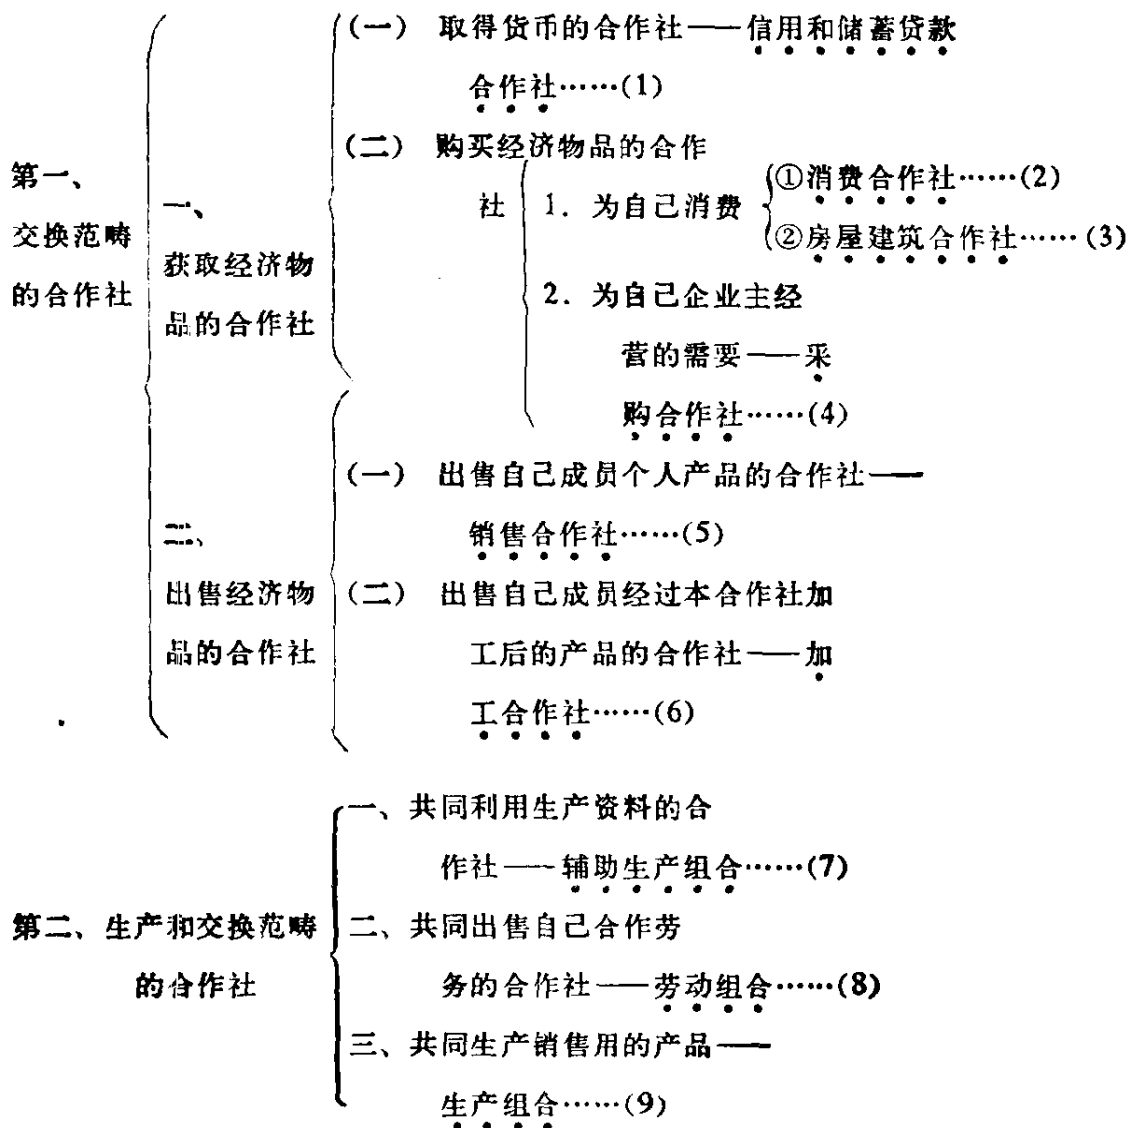 第一、
交换范畴
的合作社
一、
获取经济物
品的合作社
(一) 取得货币的合作社——信用和储蓄贷款
合作社……(1)
(二) 购买经济物品的合作
社
1. 为自己消费
①消费合作社……(2)
②房屋建筑合作社……(3)
2. 为自己企业主经
营的需要——采
购合作社……(4)
二、
出售经济物
品的合作社
(一) 出售自己成员个人产品的合作社——
销售合作社……(5)
(二) 出售自己成员经过本合作社加
工后的产品的合作社——加
工合作社……(6)
第二、生产和交换范畴
的合作社
一、共同利用生产资料的合
作社——辅助生产组合……(7)
二、共同出售自己合作劳
务的合作社——劳动组合……(8)
三、共同生产销售用的产品——
生产组合……(9)